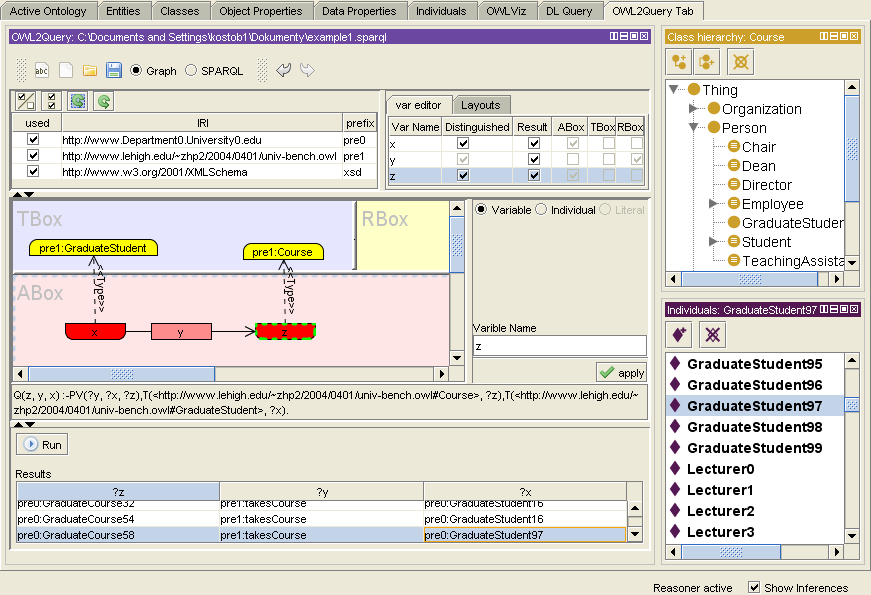 Active Ontology Entities Classes Object Properties Data Properties Individuals OWLViz DL Query OWL2Query Tab
OWL2Query: C:\Documents and Settings\kostob1\Dokumenty\example1.sparql
abc Graph SPARQL
used IRI prefix
http://www.Department0.University0.edu pre0
http://www.lehigh.edu/~zhp2/2004/0401/univ-bench.owl pre1
http://www.w3.org/2001/XMLSchema xsd
var editor Layouts
Var Name Distinguished Result ABox TBox RBox
x
y
z
TBox RBox
pre1:GraduateStudent pre1:Course
<<Type>> <<Type>>
ABox
x y z
Variable Individual Literal
Varible Name
z
apply
Q(z, y, x) :-PV(?y, ?x, ?z),T(<http://www.lehigh.edu/~zhp2/2004/0401/univ-bench.owl#Course>, ?z),T(<http://www.lehigh.edu/~
zhp2/2004/0401/univ-bench.owl#GraduateStudent>, ?x).
Run
Results
?z ?y ?x
pre0:GraduateCourse32 pre1:takesCourse pre0:GraduateStudent16
pre0:GraduateCourse54 pre1:takesCourse pre0:GraduateStudent16
pre0:GraduateCourse58 pre1:takesCourse pre0:GraduateStudent97
Class hierarchy: Course
Thing
Organization
Person
Chair
Dean
Director
Employee
GraduateStuder
Student
TeachingAssista
Individuals: GraduateStudent97
GraduateStudent95
GraduateStudent96
GraduateStudent97
GraduateStudent98
GraduateStudent99
Lecturer0
Lecturer1
Lecturer2
Lecturer3
Reasoner active Show Inferences